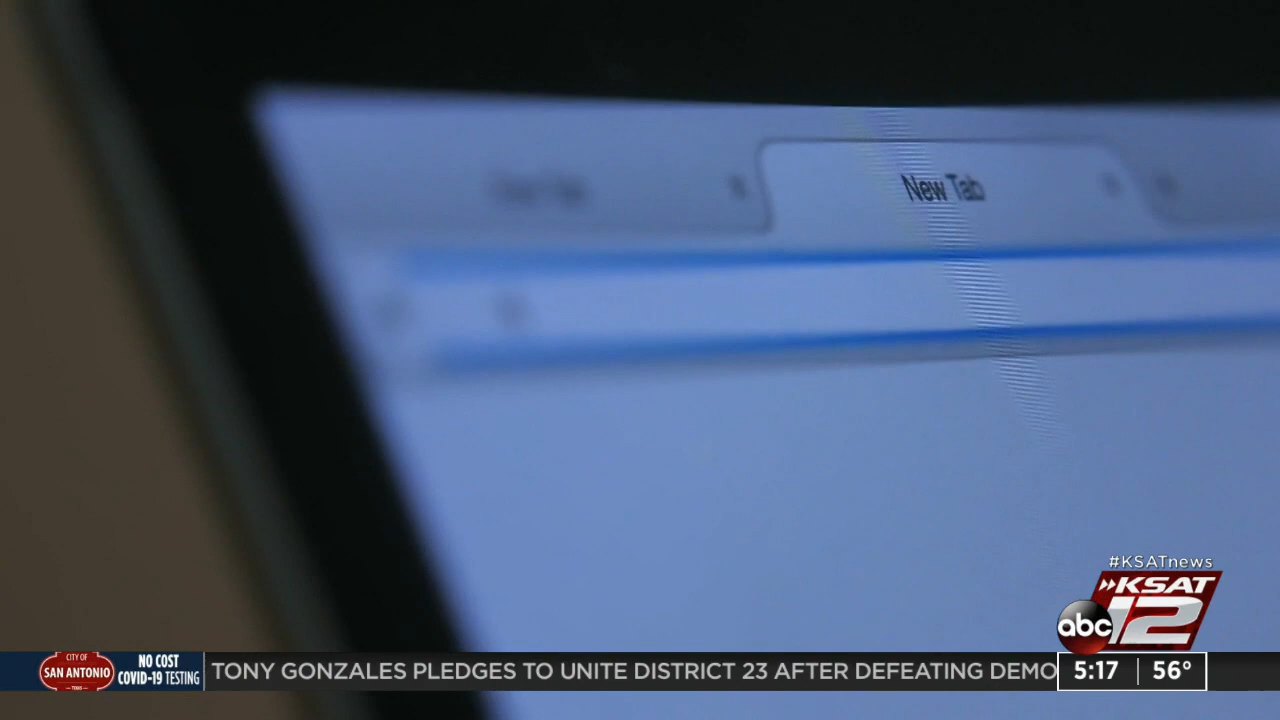 New Tab
#KSATnews
KSAT
abc 12
CITY OF
SAN ANTONIO
TEXAS
NO COST
COVID-19 TESTING
TONY GONZALES PLEDGES TO UNITE DISTRICT 23 AFTER DEFEATING DEMO
5:17 56°